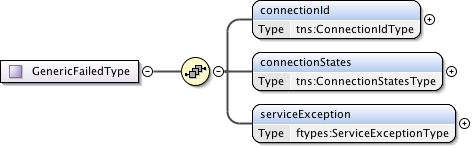 connectionId
Type tns:ConnectionIdType
GenericFailedType
connectionStates
Type tns:ConnectionStatesType
serviceException
Type ftypes:ServiceExceptionType